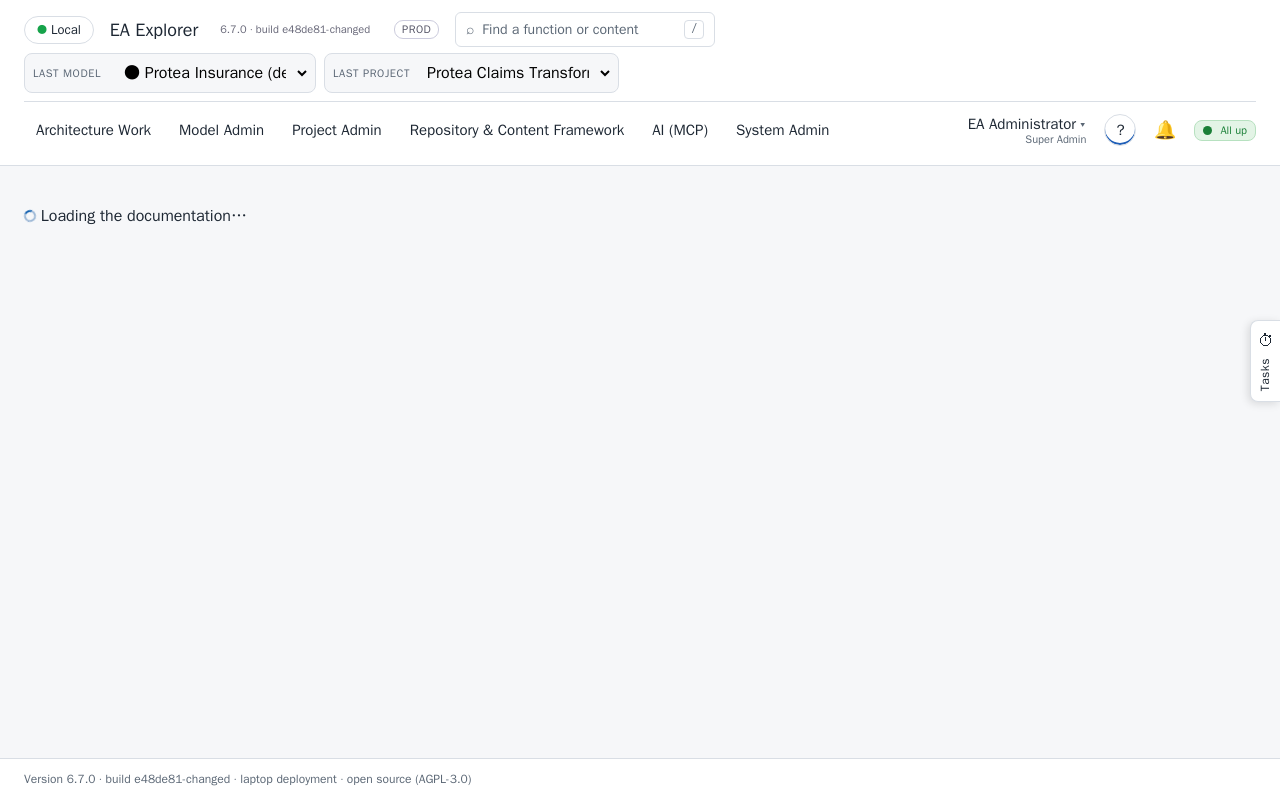 Local
EA Explorer
6.7.0 · build e48de81-changed
PROD
Find a function or content
/
LAST MODEL
Protea Insurance (de
LAST PROJECT
Protea Claims Transfor
Architecture Work
Model Admin
Project Admin
Repository & Content Framework
AI (MCP)
System Admin
EA Administrator ▾
Super Admin
?
All up
Loading the documentation…
Tasks
Version 6.7.0 · build e48de81-changed · laptop deployment · open source (AGPL-3.0)